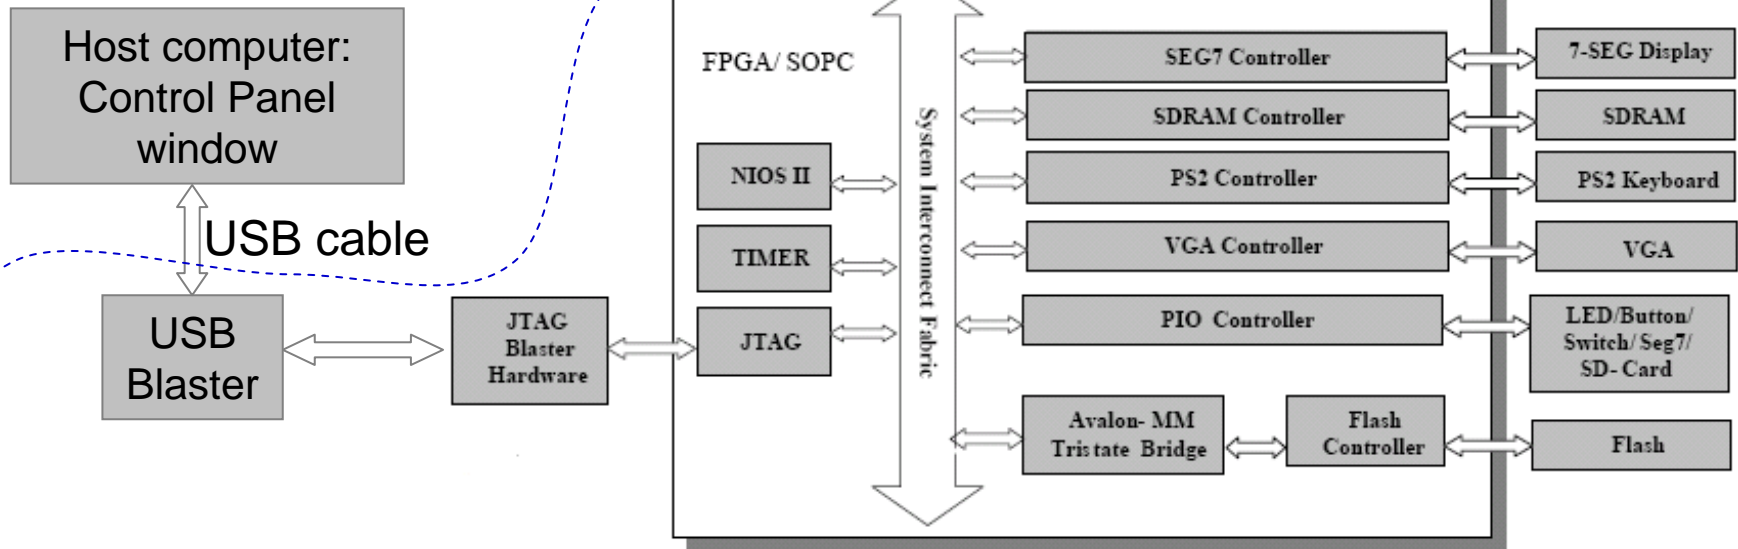 Host computer:
Control Panel
window
USB cable
USB
Blaster
JTAG
Blaster
Hardware
FPGA/ SOPC
NIOS II
TIMER
JTAG
System Interconnect Fabric
SEG7 Controller
SDRAM Controller
PS2 Controller
VGA Controller
PIO Controller
Avalon- MM
Tristate Bridge
Flash
Controller
7-SEG Display
SDRAM
PS2 Keyboard
VGA
LED/Button/
Switch/Seg7/
SD- Card
Flash